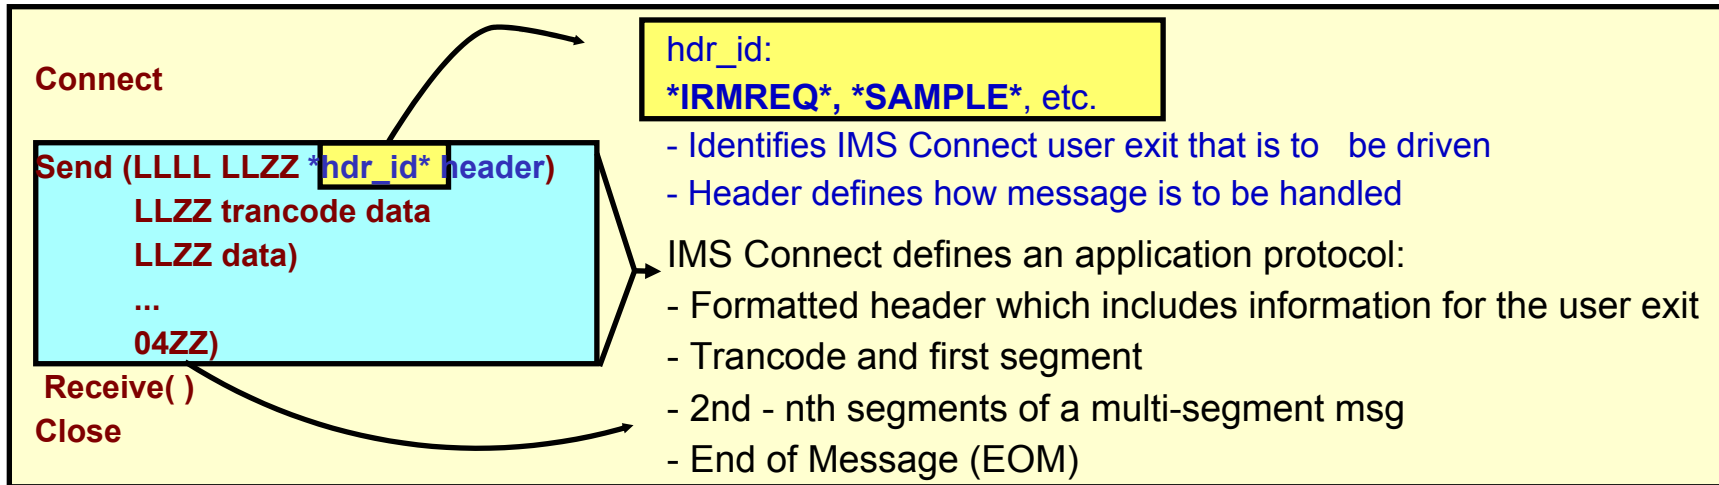 Connect
Send (LLLL LLZZ *hdr_id* header)
LLZZ trancode data
LLZZ data)
...
04ZZ)
Receive( )
Close
hdr_id:
*IRMREQ*, *SAMPLE*, etc.
- Identifies IMS Connect user exit that is to be driven
- Header defines how message is to be handled
IMS Connect defines an application protocol:
- Formatted header which includes information for the user exit
- Trancode and first segment
- 2nd - nth segments of a multi-segment msg
- End of Message (EOM)